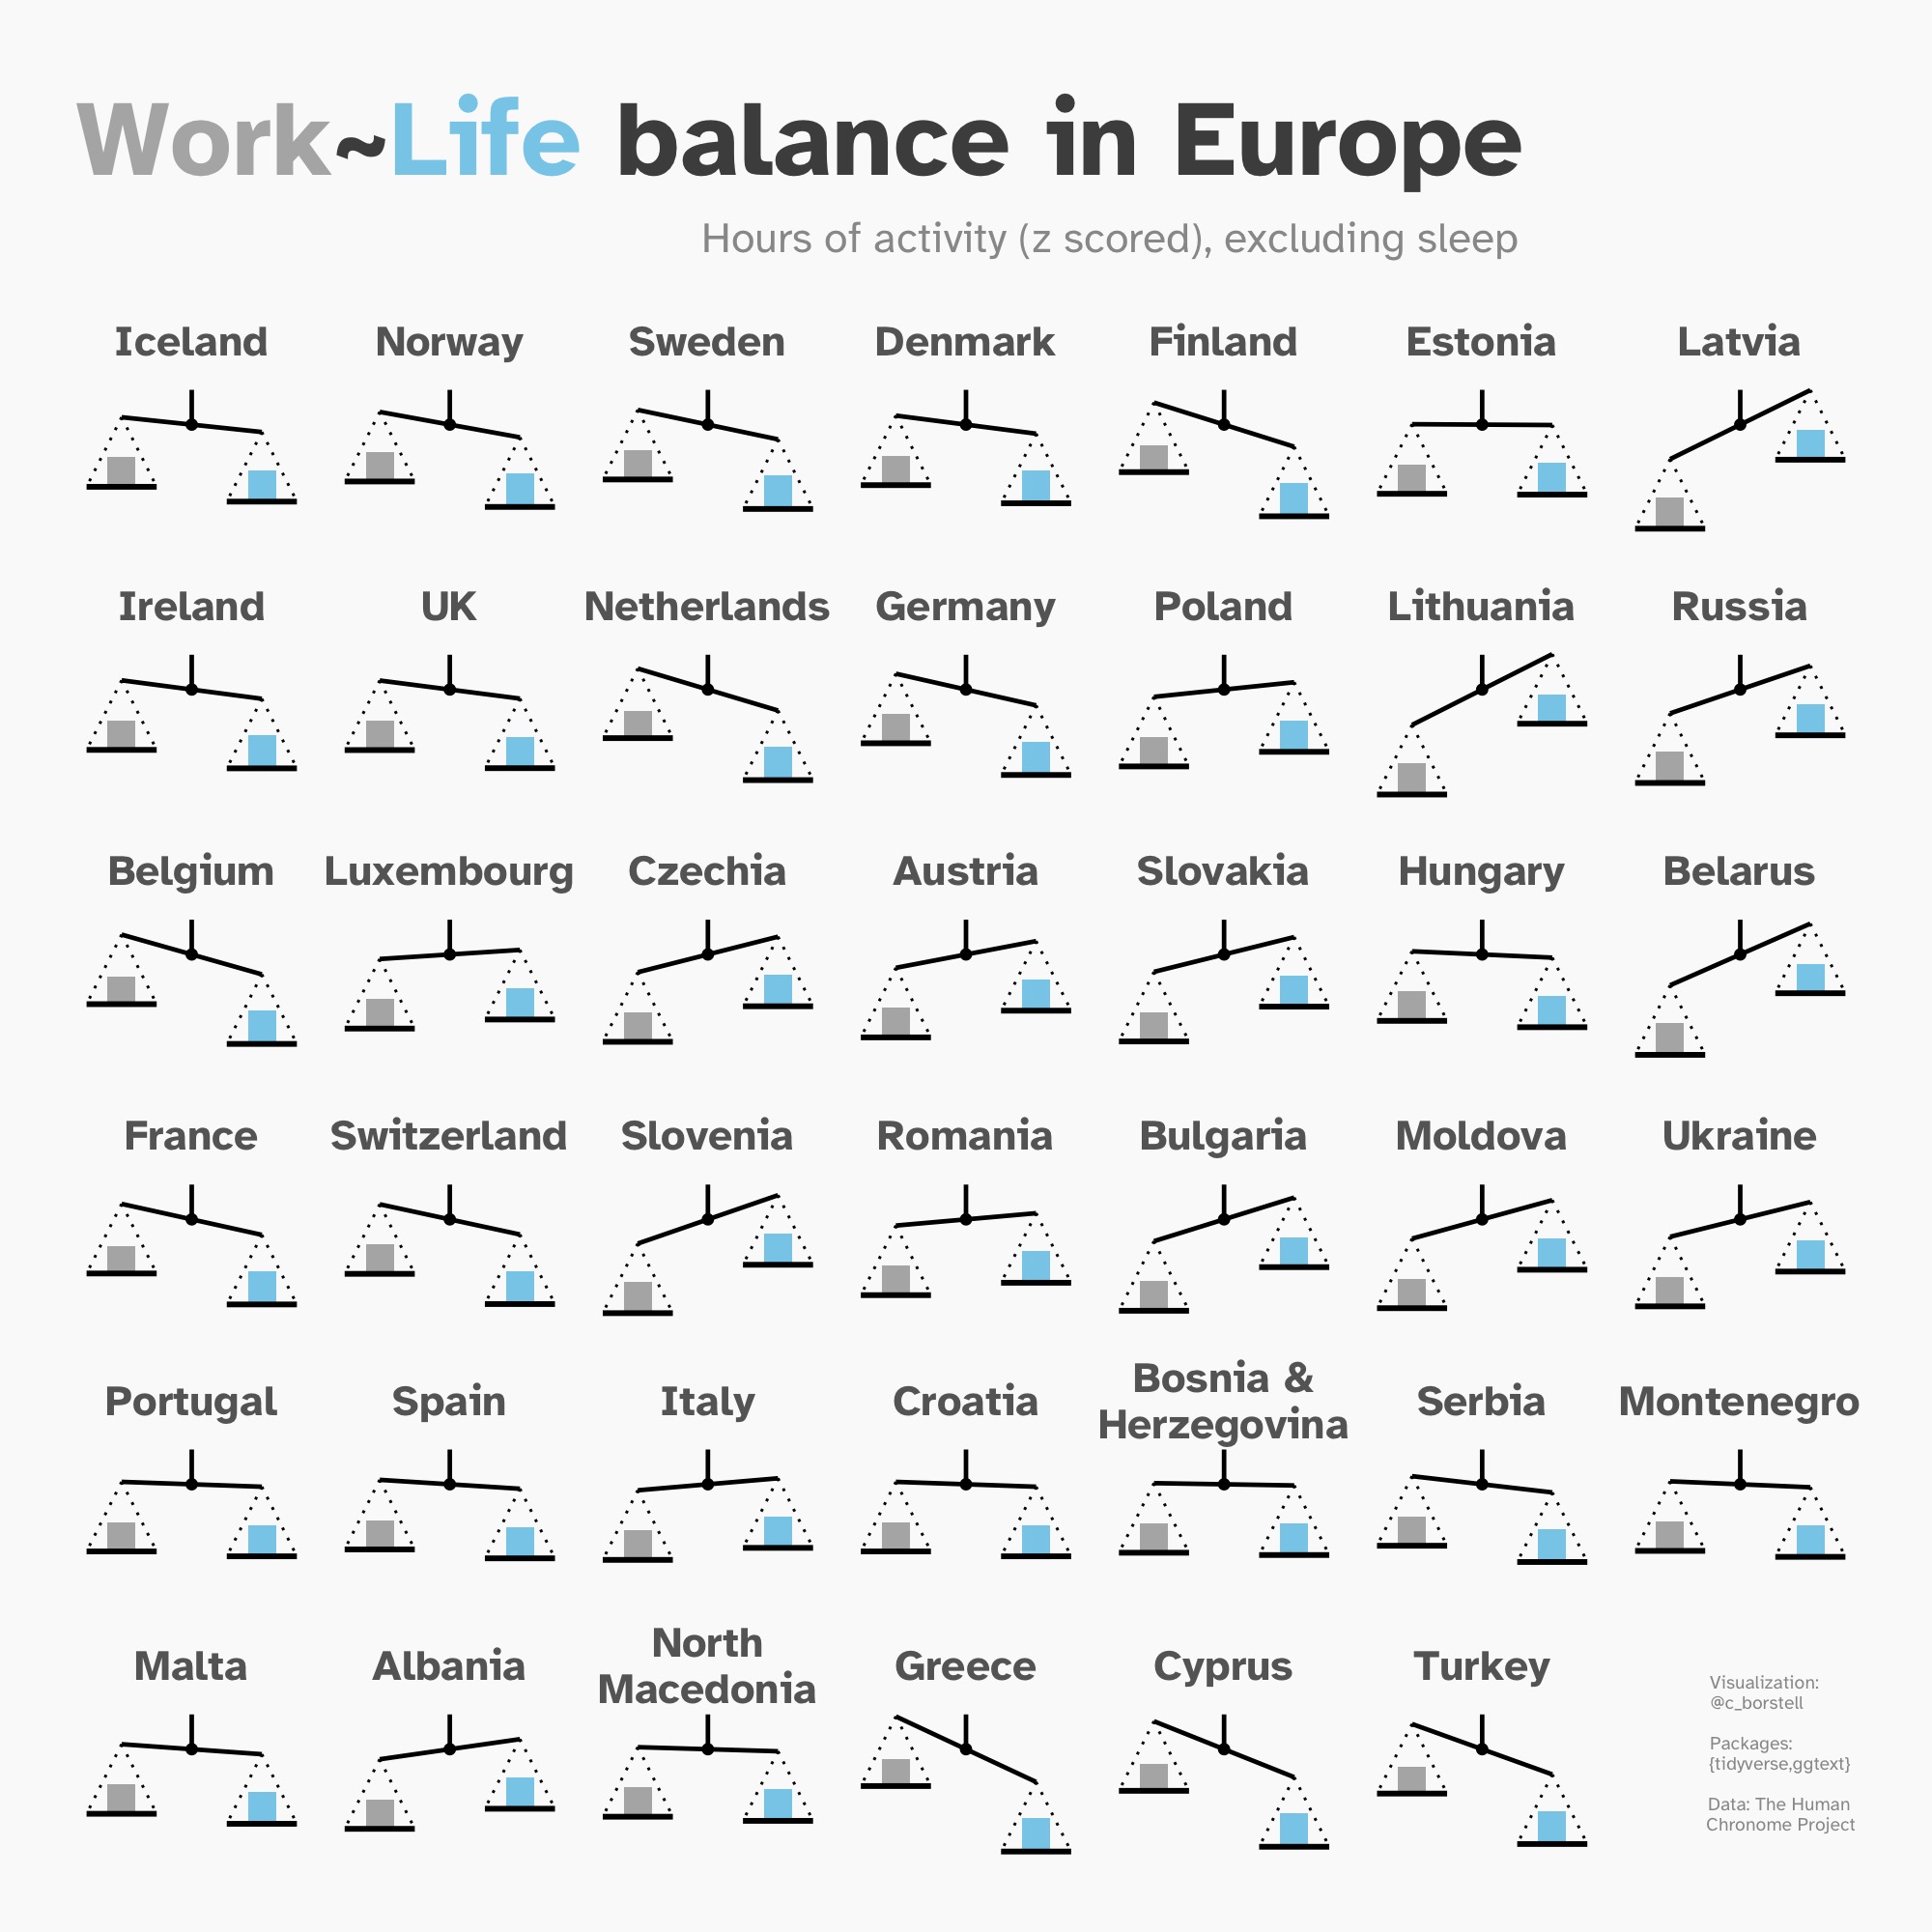 Work~Life balance in Europe
Hours of activity (z scored), excluding sleep
Iceland
Norway
Sweden
Denmark
Finland
Estonia
Latvia
Ireland
UK
Netherlands
Germany
Poland
Lithuania
Russia
Belgium
Luxembourg
Czechia
Austria
Slovakia
Hungary
Belarus
France
Switzerland
Slovenia
Romania
Bulgaria
Moldova
Ukraine
Portugal
Spain
Italy
Croatia
Bosnia &
Herzegovina
Serbia
Montenegro
Malta
Albania
North
Macedonia
Greece
Cyprus
Turkey
Visualization:
@c_borstell
Packages:
{tidyverse,ggtext}
Data: The Human
Chronome Project